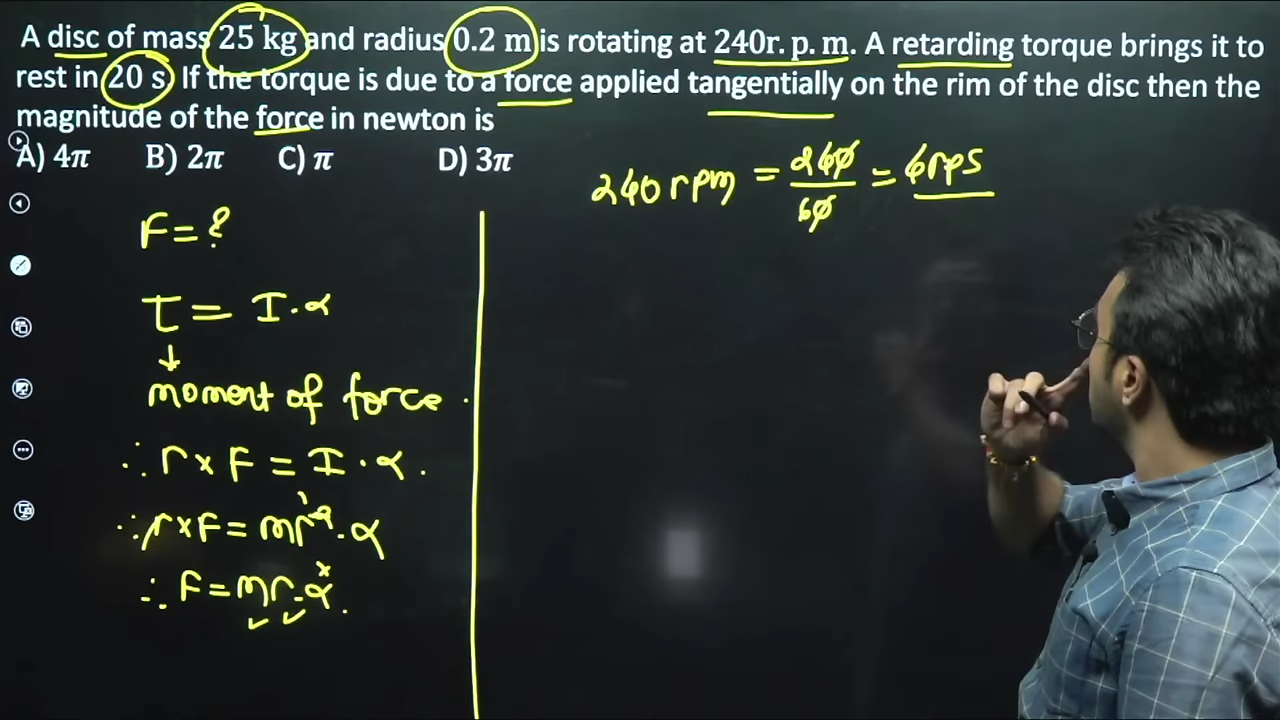 A disc of mass 25 kg and radius 0.2 m is rotating at 240r. p. m. A retarding torque brings it to
rest in 20 s. If the torque is due to a force applied tangentially on the rim of the disc then the
magnitude of the force in newton is
A) 4π B) 2π C) π D) 3π
240 rpm = 240/60 = 4rps
F = ?
τ = I.α
↓
moment of force.
∴ r x F = I.α.
∴ r x F = mr².α
∴ F = mr.α.